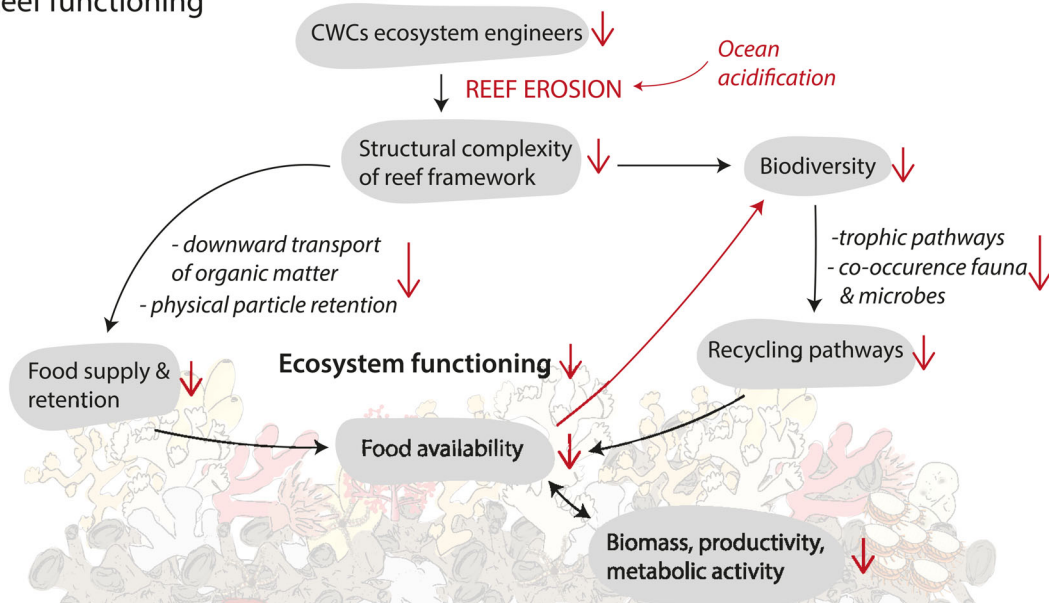 reef functioning
CWCs ecosystem engineers
Ocean
acidification
REEF EROSION
Structural complexity
of reef framework
Biodiversity
- downward transport
of organic matter
- physical particle retention
-trophic pathways
- co-occurence fauna
& microbes
Food supply &
retention
Ecosystem functioning
Recycling pathways
Food availability
Biomass, productivity,
metabolic activity